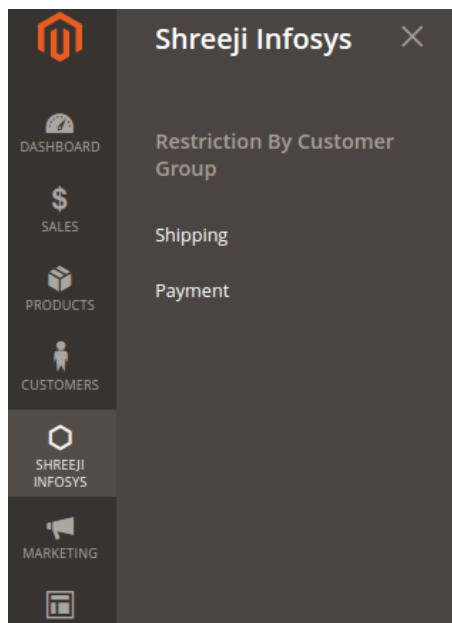 Shreeji Infosys
DASHBOARD
Restriction By Customer
Group
$
SALES
Shipping
PRODUCTS
Payment
CUSTOMERS
SHREEJI
INFOSYS
MARKETING